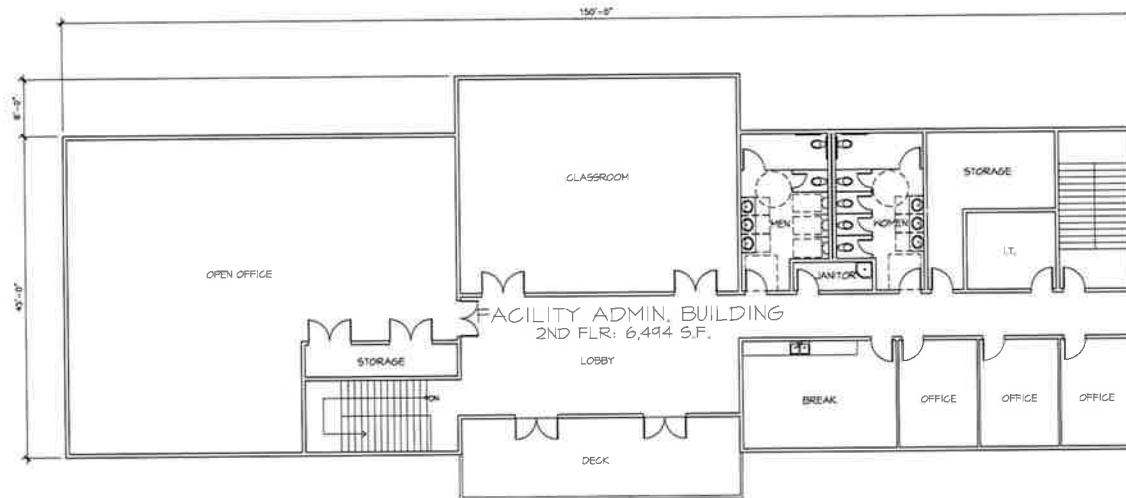 150'-0"
8'-0"
45'-0"
CLASSROOM
STORAGE
MEN
WOMEN
I.T.
JANITOR
OPEN OFFICE
FACILITY ADMIN. BUILDING
2ND FLR: 6,494 S.F.
STORAGE
LOBBY
DN
BREAK
OFFICE
OFFICE
OFFICE
DECK